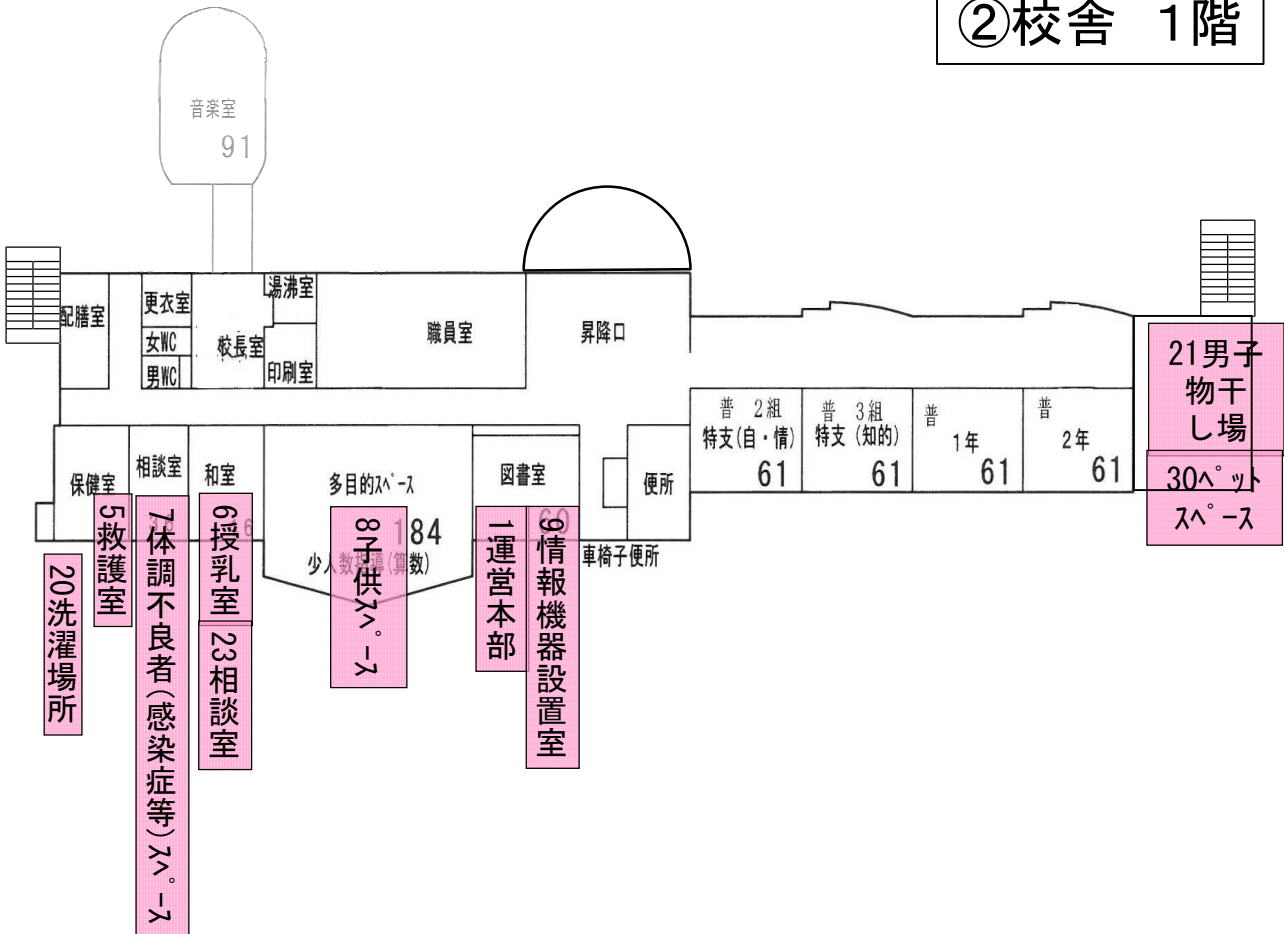 ②校舎 1階
音楽室
91
配膳室
更衣室
女WC
男WC
校長室
湯沸室
印刷室
職員室
昇降口
普 2組
特支(自・情)
61
普 3組
特支(知的)
61
普
1年
61
普
2年
61
21男子
物干
し場
30ペット
スペース
保健室
相談室
和室
16
多目的スペース
184
少人数指導(算数)
図書室
60
便所
車椅子便所
20洗濯場所
5救護室
7体調不良者(感染症等)スペース
6授乳室
23相談室
8子供スペース
1運営本部
9情報機器設置室